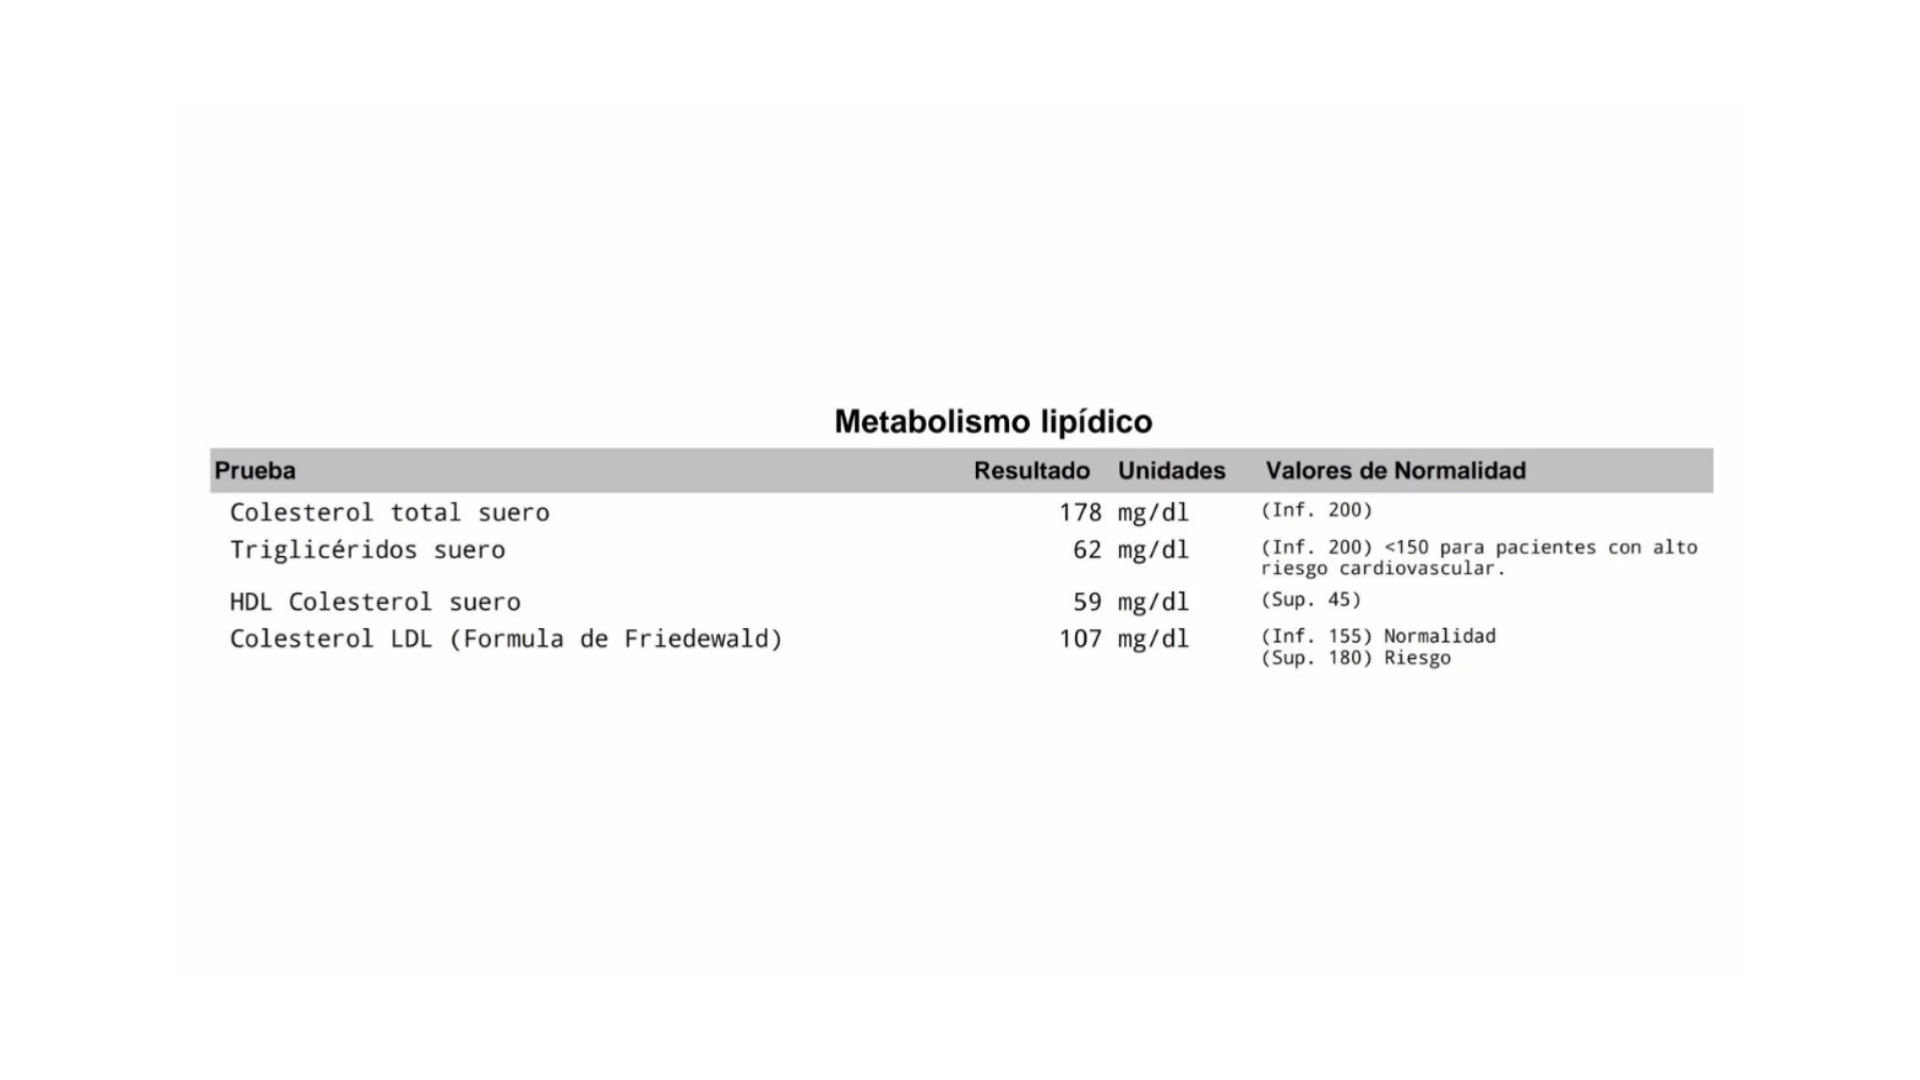 Metabolismo lipídico
Prueba Resultado Unidades Valores de Normalidad
Colesterol total suero 178 mg/dl (Inf. 200)
Triglicéridos suero 62 mg/dl (Inf. 200) <150 para pacientes con alto
riesgo cardiovascular.
HDL Colesterol suero 59 mg/dl (Sup. 45)
Colesterol LDL (Formula de Friedewald) 107 mg/dl (Inf. 155) Normalidad
(Sup. 180) Riesgo